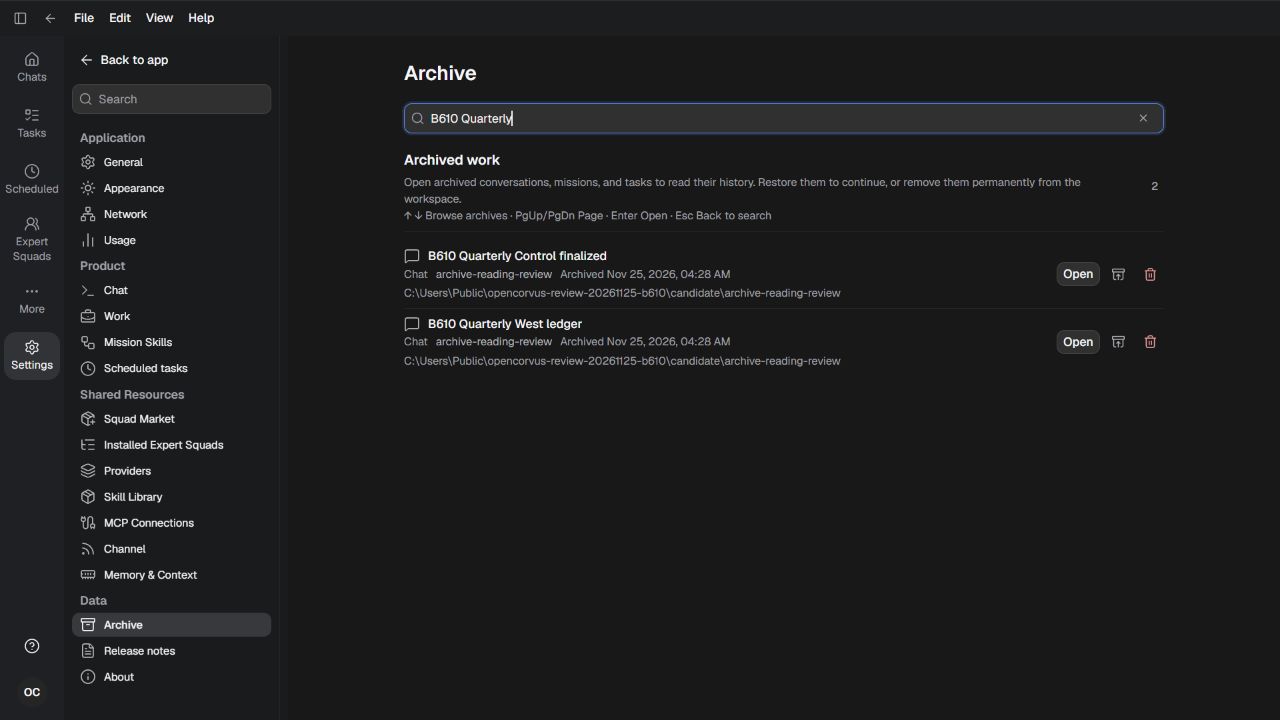 File Edit View Help
Chats
Tasks
Scheduled
Expert
Squads
More
Settings
OC
Back to app
Search
Application
General
Appearance
Network
Usage
Product
Chat
Work
Mission Skills
Scheduled tasks
Shared Resources
Squad Market
Installed Expert Squads
Providers
Skill Library
MCP Connections
Channel
Memory & Context
Data
Archive
Release notes
About
Archive
B610 Quarterly
Archived work
Open archived conversations, missions, and tasks to read their history. Restore them to continue, or remove them permanently from the
workspace.
2
↑↓ Browse archives · PgUp/PgDn Page · Enter Open · Esc Back to search
B610 Quarterly Control finalized
Chat archive-reading-review Archived Nov 25, 2026, 04:28 AM
C:\Users\Public\opencorvus-review-20261125-b610\candidate\archive-reading-review
Open
B610 Quarterly West ledger
Chat archive-reading-review Archived Nov 25, 2026, 04:28 AM
C:\Users\Public\opencorvus-review-20261125-b610\candidate\archive-reading-review
Open